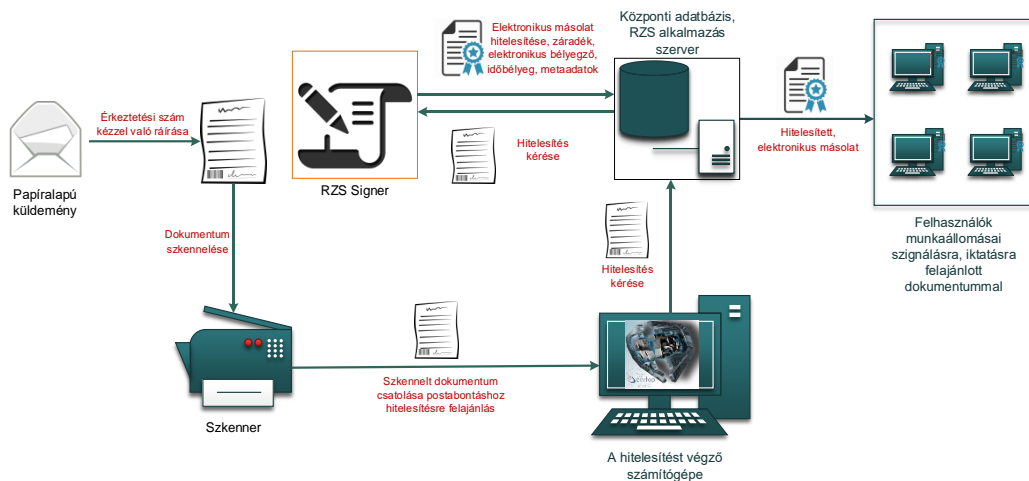 Elektronikus másolat
hitelesítése, záradék,
elektronikus bélyegző,
időbélyeg, metaadatok
Központi adatbázis,
RZS alkalmazás
szerver
Érkeztetési szám
kézzel való ráírása
Papíralapú
küldemény
RZS Signer
Hitelesítés
kérése
Hitelesített,
elektronikus másolat
Felhasználók
munkaállomásai
szignálásra, iktatásra
felajánlott
dokumentummal
Dokumentum
szkennelése
Hitelesítés
kérése
Szkenner
Szkennelt dokumentum
csatolása postabontáshoz
hitelesítésre felajánlás
A hitelesítést végző
számítógépe